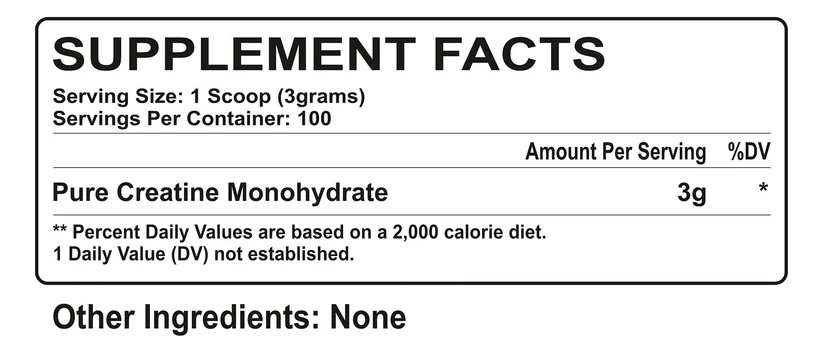 SUPPLEMENT FACTS
Serving Size: 1 Scoop (3grams)
Servings Per Container: 100
Amount Per Serving %DV
Pure Creatine Monohydrate 3g *
** Percent Daily Values are based on a 2,000 calorie diet.
1 Daily Value (DV) not established.
Other Ingredients: None